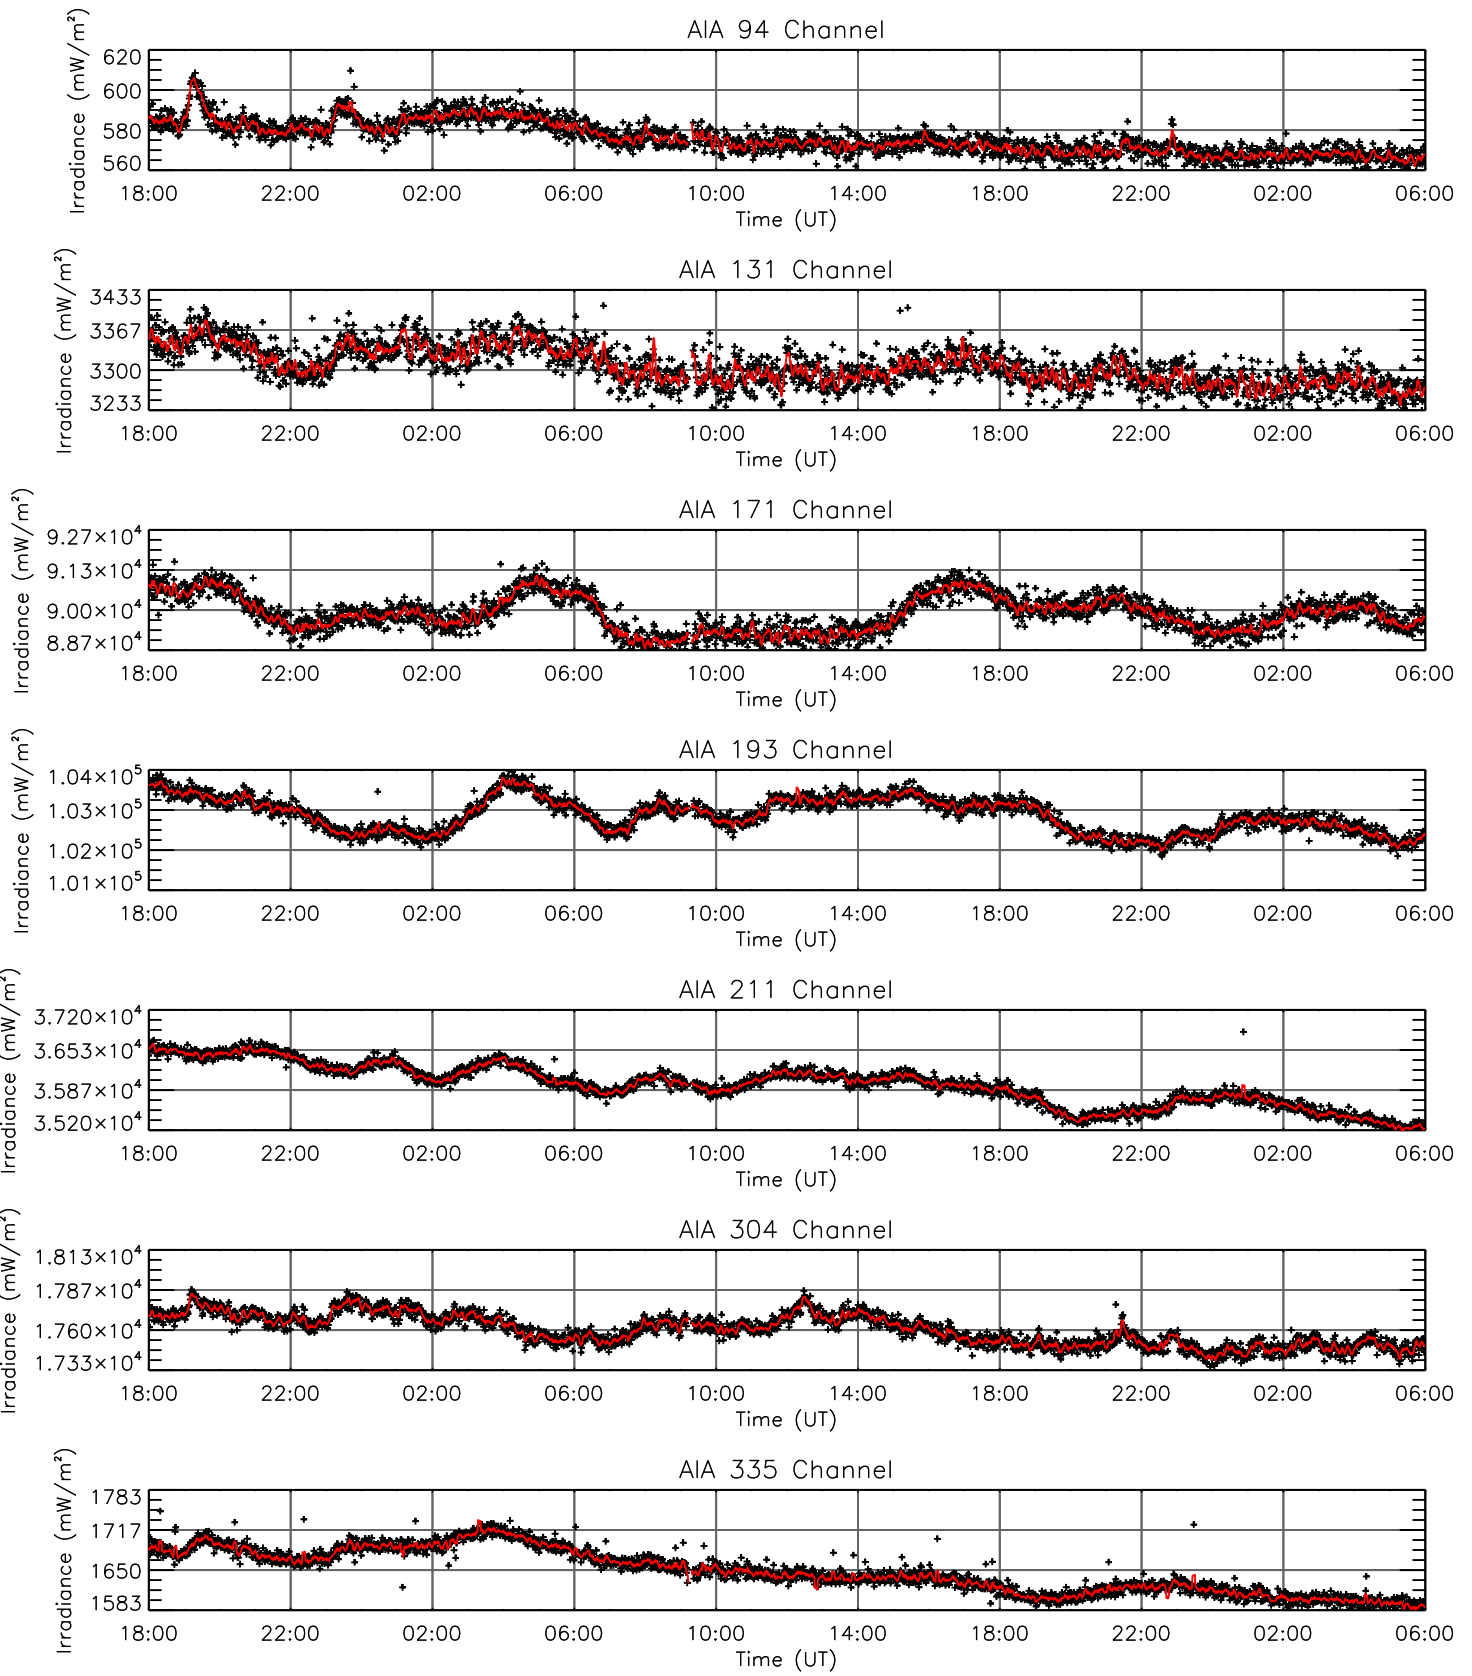 AIA 94 Channel
Irradiance (mW/m²)
620
600
580
560
18:00 22:00 02:00 06:00 10:00 14:00 18:00 22:00 02:00 06:00
Time (UT)
AIA 131 Channel
Irradiance (mW/m²)
3433
3367
3300
3233
18:00 22:00 02:00 06:00 10:00 14:00 18:00 22:00 02:00 06:00
Time (UT)
AIA 171 Channel
Irradiance (mW/m²)
9.27×10⁴
9.13×10⁴
9.00×10⁴
8.87×10⁴
18:00 22:00 02:00 06:00 10:00 14:00 18:00 22:00 02:00 06:00
Time (UT)
AIA 193 Channel
Irradiance (mW/m²)
1.04×10⁵
1.03×10⁵
1.02×10⁵
1.01×10⁵
18:00 22:00 02:00 06:00 10:00 14:00 18:00 22:00 02:00 06:00
Time (UT)
AIA 211 Channel
Irradiance (mW/m²)
3.720×10⁴
3.653×10⁴
3.587×10⁴
3.520×10⁴
18:00 22:00 02:00 06:00 10:00 14:00 18:00 22:00 02:00 06:00
Time (UT)
AIA 304 Channel
Irradiance (mW/m²)
1.813×10⁴
1.787×10⁴
1.760×10⁴
1.733×10⁴
18:00 22:00 02:00 06:00 10:00 14:00 18:00 22:00 02:00 06:00
Time (UT)
AIA 335 Channel
Irradiance (mW/m²)
1783
1717
1650
1583
18:00 22:00 02:00 06:00 10:00 14:00 18:00 22:00 02:00 06:00
Time (UT)